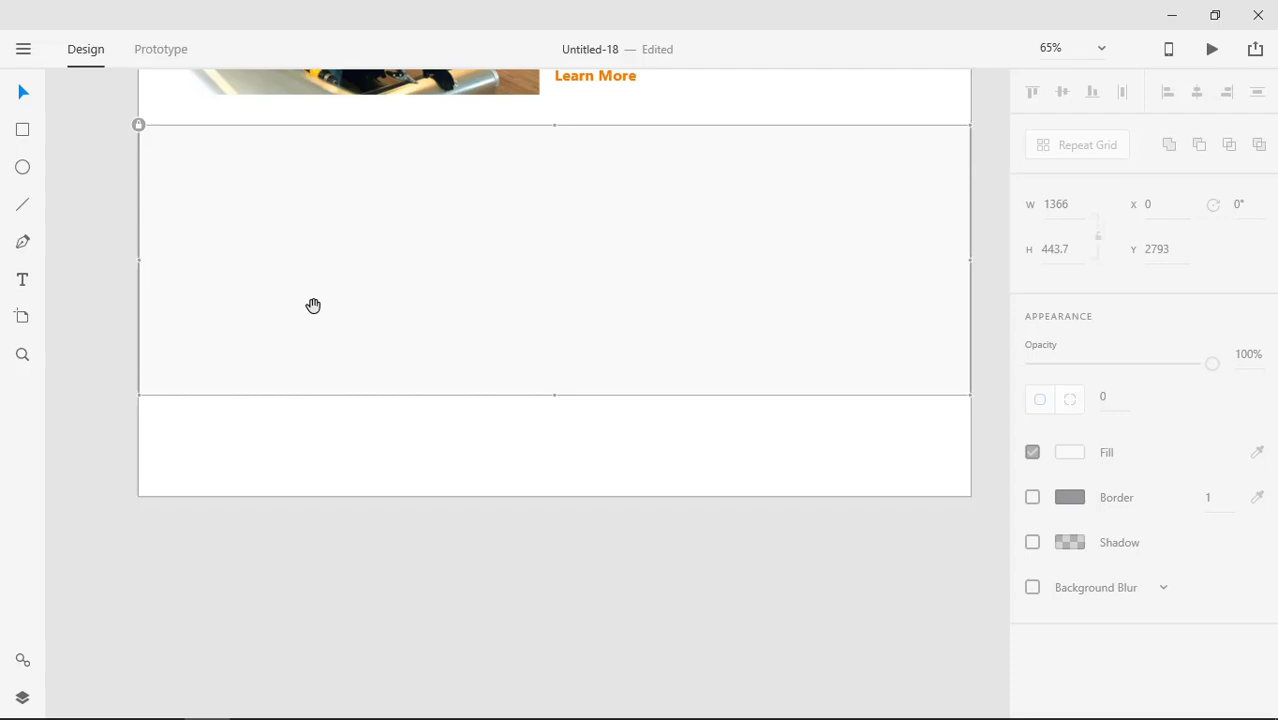 Design
Prototype
Untitled-18 — Edited
65%
Learn More
Repeat Grid
W 1366
X 0
0°
H 443.7
Y 2793
APPEARANCE
Opacity
100%
0
Fill
Border
1
Shadow
Background Blur
T